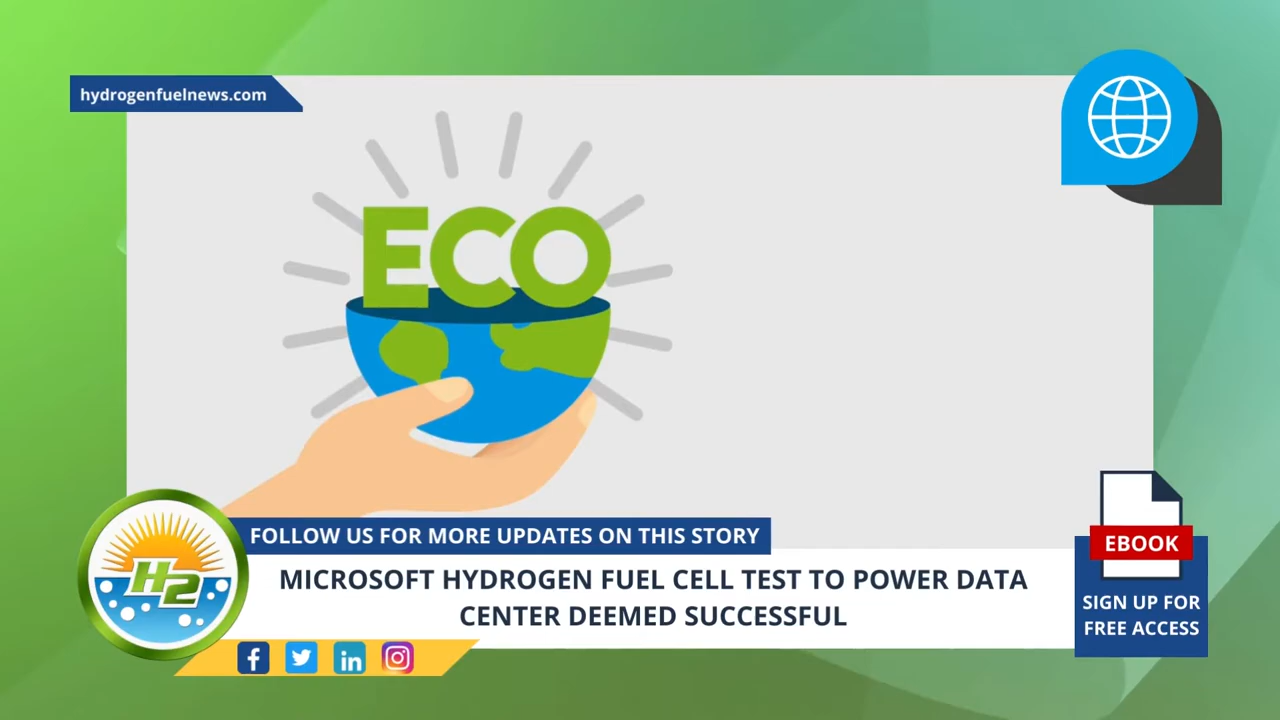 hydrogenfuelnews.com
ECO
FOLLOW US FOR MORE UPDATES ON THIS STORY
H2
MICROSOFT HYDROGEN FUEL CELL TEST TO POWER DATA
CENTER DEEMED SUCCESSFUL
EBOOK
SIGN UP FOR
FREE ACCESS